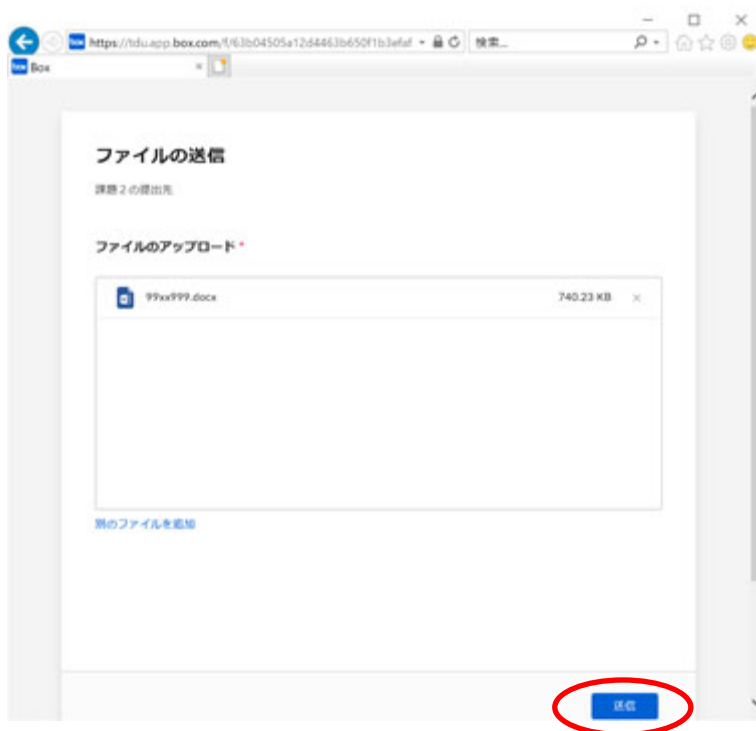 https://tdu.app.box.com/f/63b04505a12d4463b650f1b3efaf
検索...
box Box
ファイルの送信
課題2の提出先
ファイルのアップロード *
99xx999.docx 740.23 KB
別のファイルを追加
送信